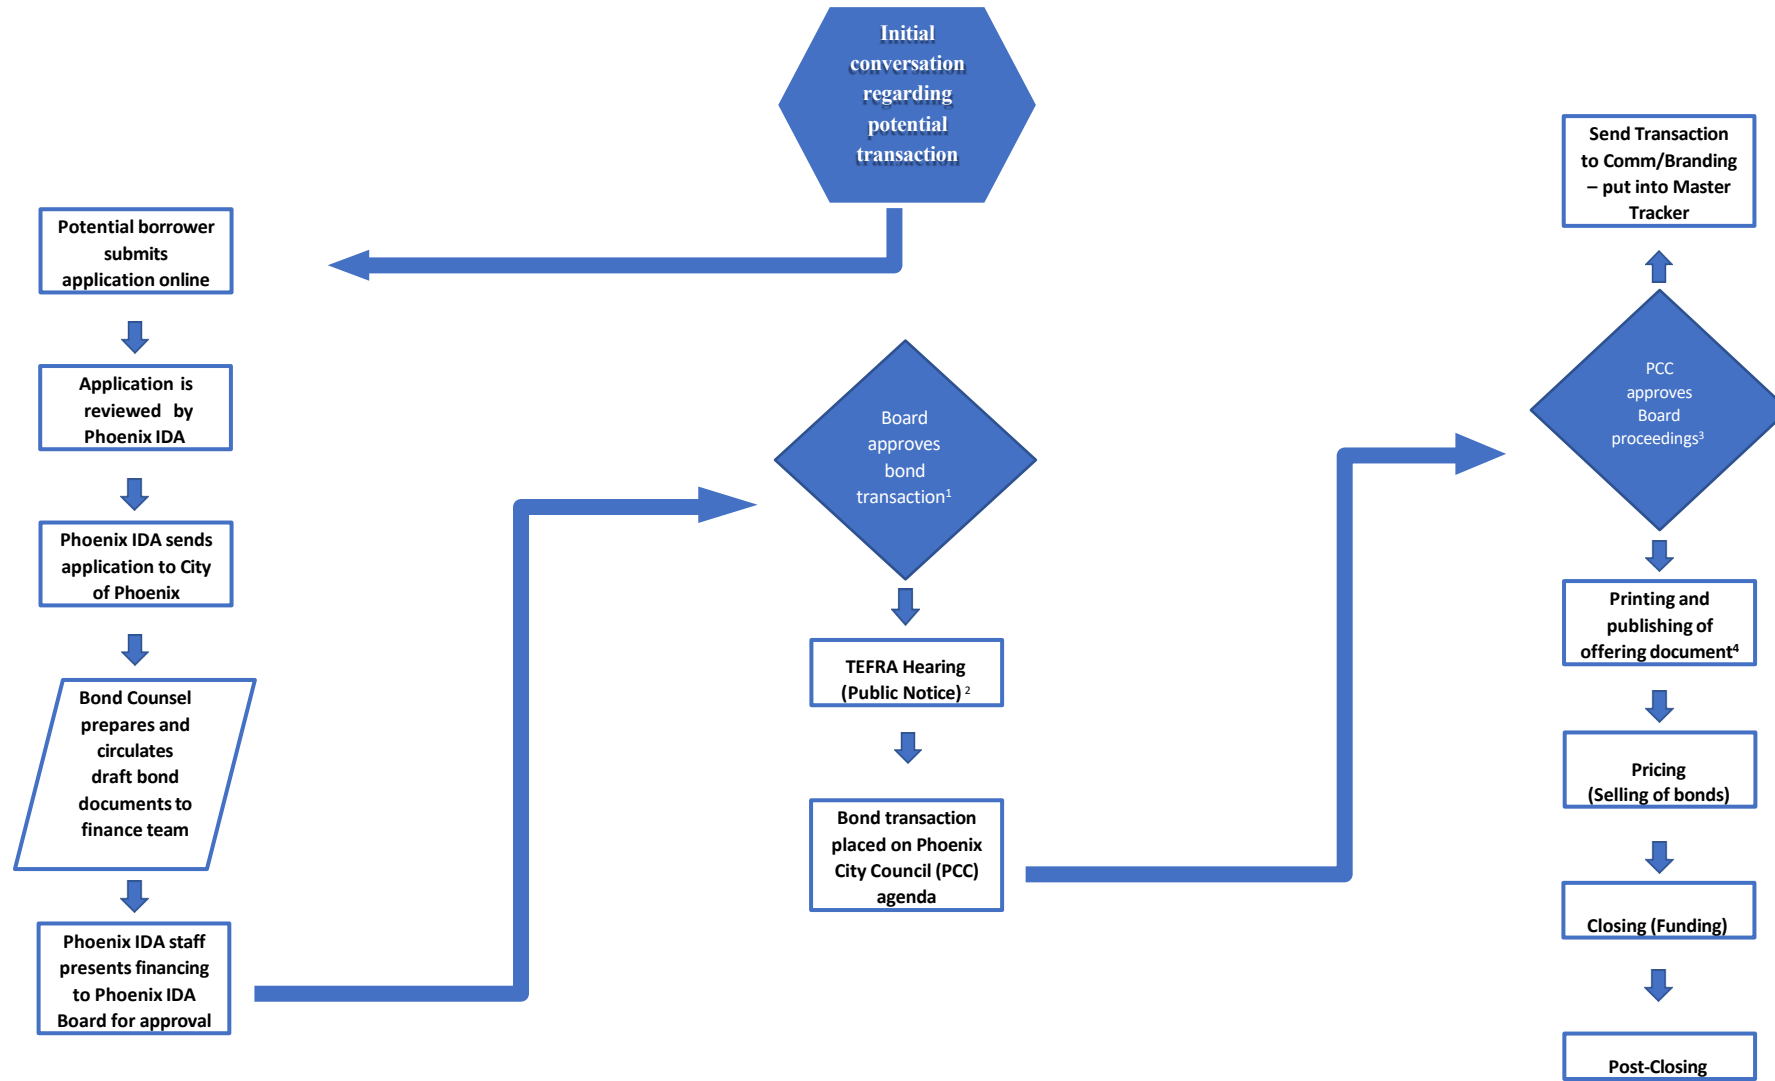 Initial
conversation
regarding
potential
transaction
Potential borrower
submits
application online
Application is
reviewed by
Phoenix IDA
Phoenix IDA sends
application to City
of Phoenix
Bond Counsel
prepares and
circulates
draft bond
documents to
finance team
Phoenix IDA staff
presents financing
to Phoenix IDA
Board for approval
Board
approves
bond
transaction¹
TEFRA Hearing
(Public Notice) ²
Bond transaction
placed on Phoenix
City Council (PCC)
agenda
Send Transaction
to Comm/Branding
– put into Master
Tracker
PCC
approves
Board
proceedings³
Printing and
publishing of
offering document⁴
Pricing
(Selling of bonds)
Closing (Funding)
Post-Closing